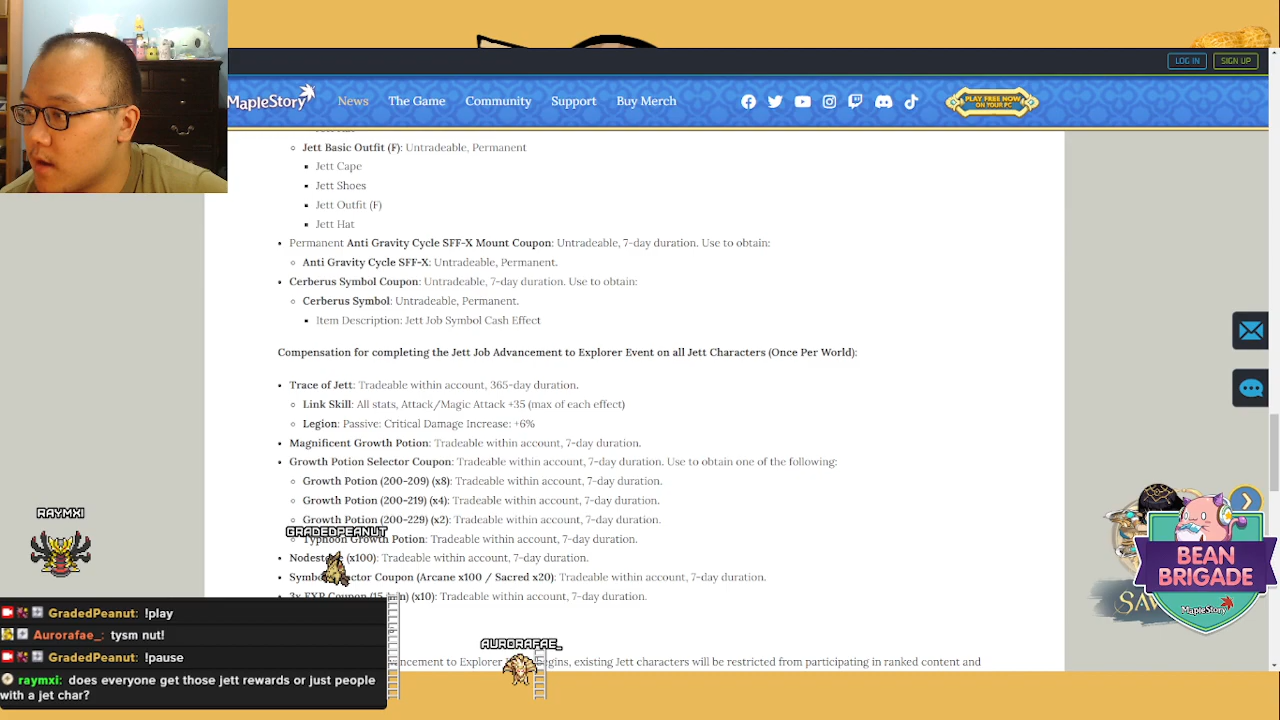 LOG IN
SIGN UP
MapleStory
News
The Game
Community
Support
Buy Merch
PLAY FREE NOW
ON YOUR PC
Jett Basic Outfit (F): Untradeable, Permanent
Jett Cape
Jett Shoes
Jett Outfit (F)
Jett Hat
Permanent Anti Gravity Cycle SFF-X Mount Coupon: Untradeable, 7-day duration. Use to obtain:
Anti Gravity Cycle SFF-X: Untradeable, Permanent.
Cerberus Symbol Coupon: Untradeable, 7-day duration. Use to obtain:
Cerberus Symbol: Untradeable, Permanent.
Item Description: Jett Job Symbol Cash Effect
Compensation for completing the Jett Job Advancement to Explorer Event on all Jett Characters (Once Per World):
Trace of Jett: Tradeable within account, 365-day duration.
Link Skill: All stats, Attack/Magic Attack +35 (max of each effect)
Legion: Passive: Critical Damage Increase: +6%
Magnificent Growth Potion: Tradeable within account, 7-day duration.
Growth Potion Selector Coupon: Tradeable within account, 7-day duration. Use to obtain one of the following:
Growth Potion (200-209) (x8): Tradeable within account, 7-day duration.
Growth Potion (200-219) (x4): Tradeable within account, 7-day duration.
Growth Potion (200-229) (x2): Tradeable within account, 7-day duration.
Typhoon Growth Potion: Tradeable within account, 7-day duration.
(x100): Tradeable within account, 7-day duration.
Coupon (Arcane x100 / Sacred x20): Tradeable within account, 7-day duration.
3x EXP Coupon (15 (x10): Tradeable within account, 7-day duration.
to Explorer begins, existing Jett characters will be restricted from participating in ranked content and
RAYMXI
GRADEDPEANUT
AURORAFAE_
GradedPeanut: !play
Aurorafae_: tysm nut!
GradedPeanut: !pause
raymxi: does everyone get those jett rewards or just people
with a jet char?
BEAN
BRIGADE
MapleStory